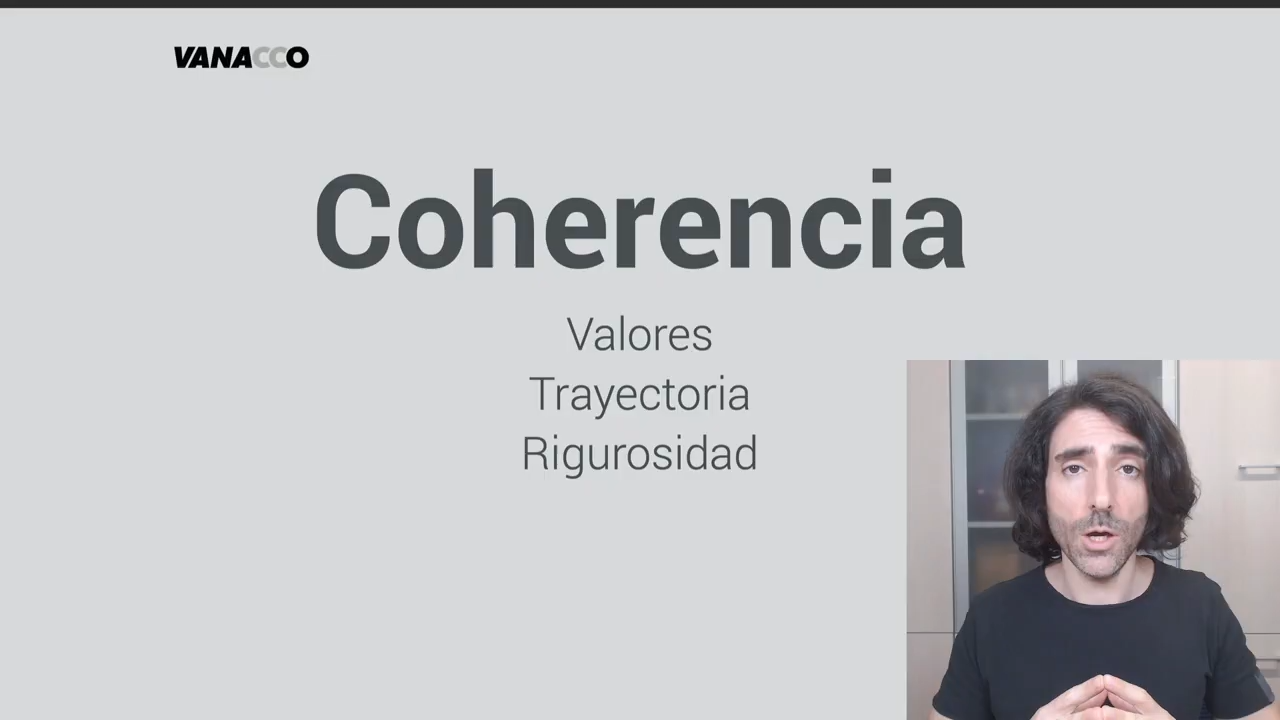 VANACCO
Coherencia
Valores
Trayectoria
Rigurosidad